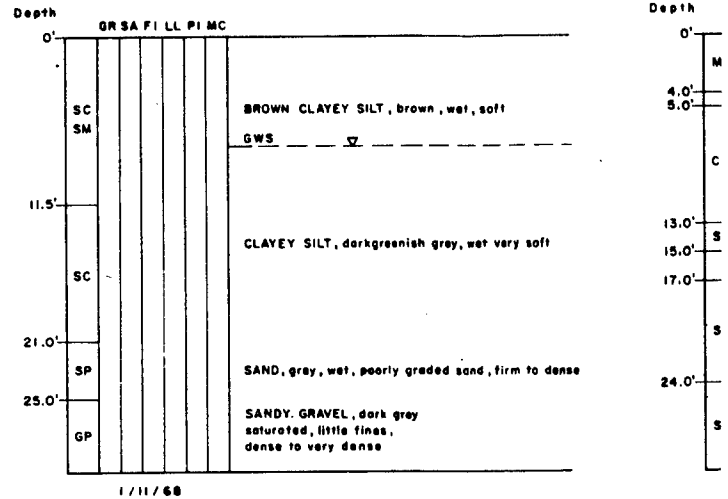 Depth
GR SA FI LL PI MC
0'
SC
SM
BROWN CLAYEY SILT, brown, wet, soft
GWS
11.5'
CLAYEY SILT, darkgreenish grey, wet very soft
SC
21.0'
SP
SAND, grey, wet, poorly graded sand, firm to dense
25.0'
GP
SANDY. GRAVEL, dark grey
saturated, little fines,
dense to very dense
1/11/68
Depth
0'
M
4.0'
5.0'
C
13.0'
S
15.0'
17.0'
S
24.0'
S